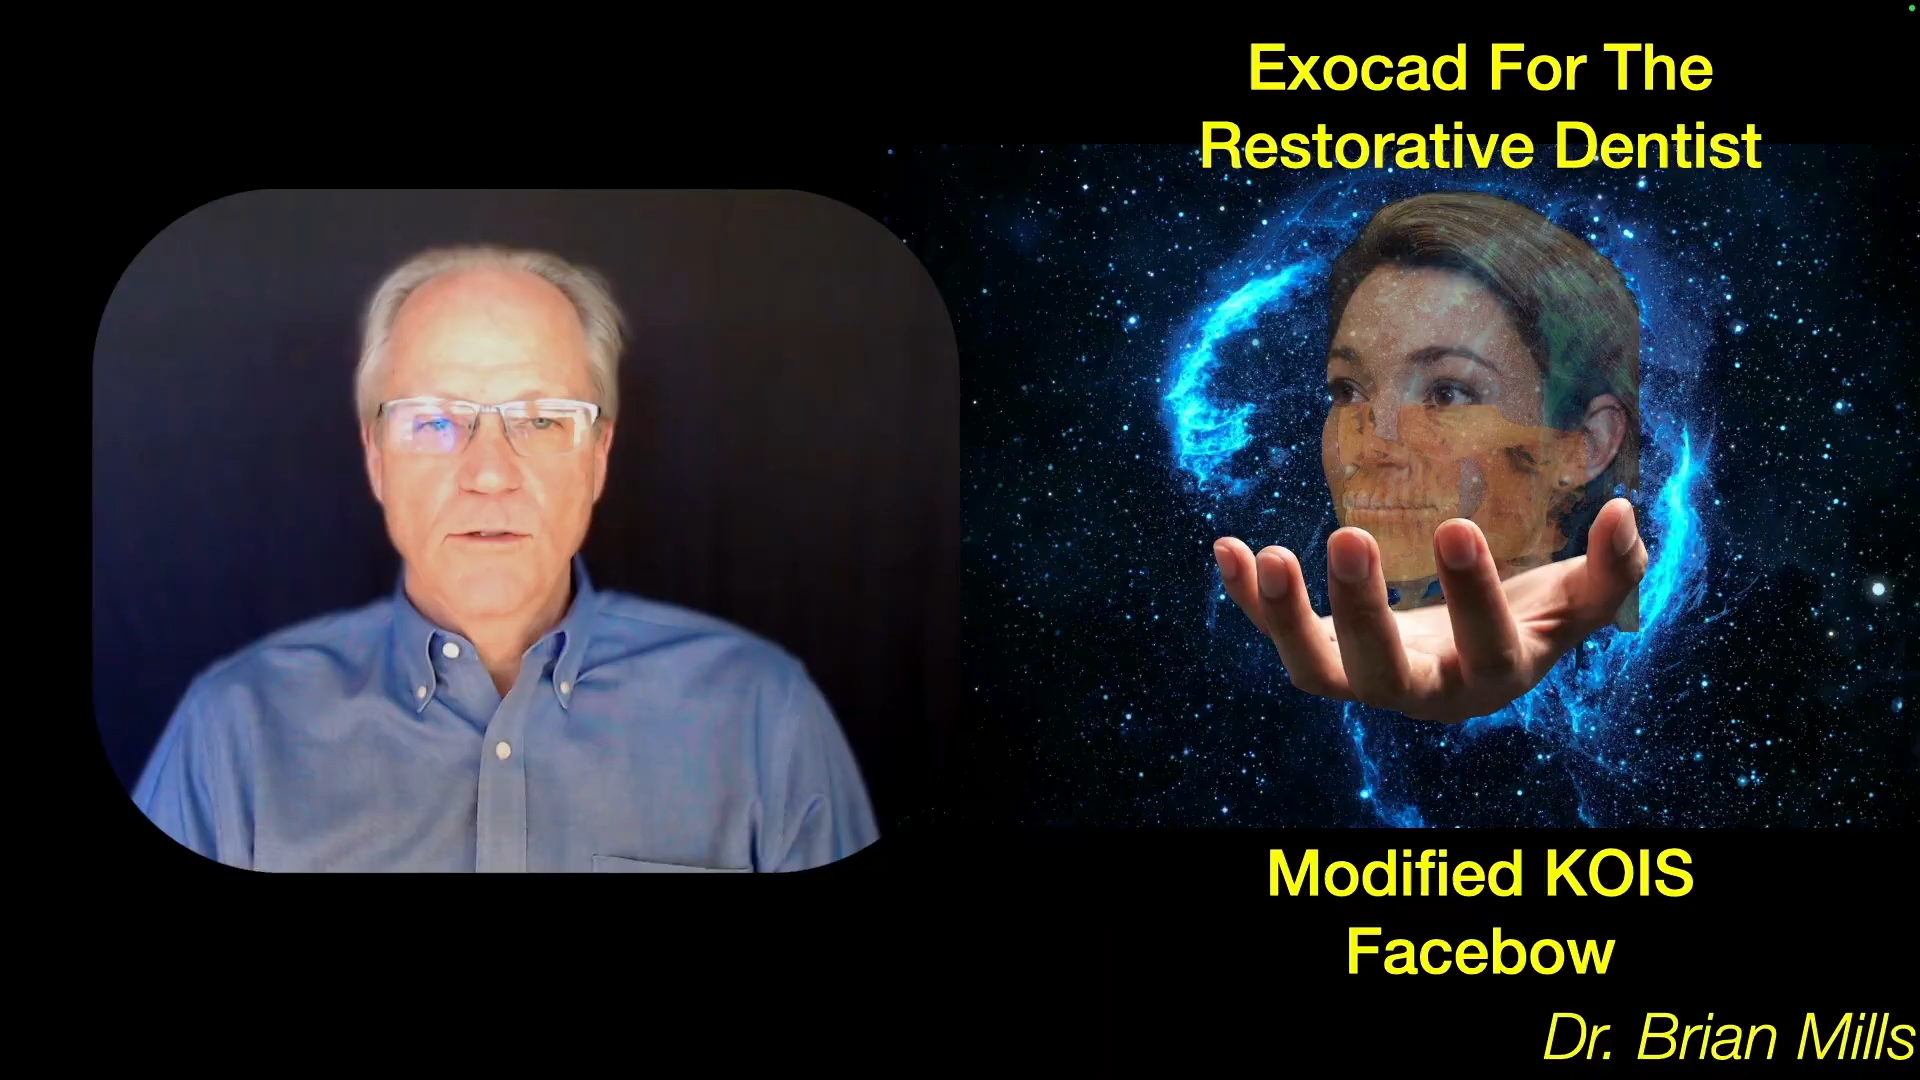 Exocad For The
Restorative Dentist
Modified KOIS
Facebow
Dr. Brian Mills